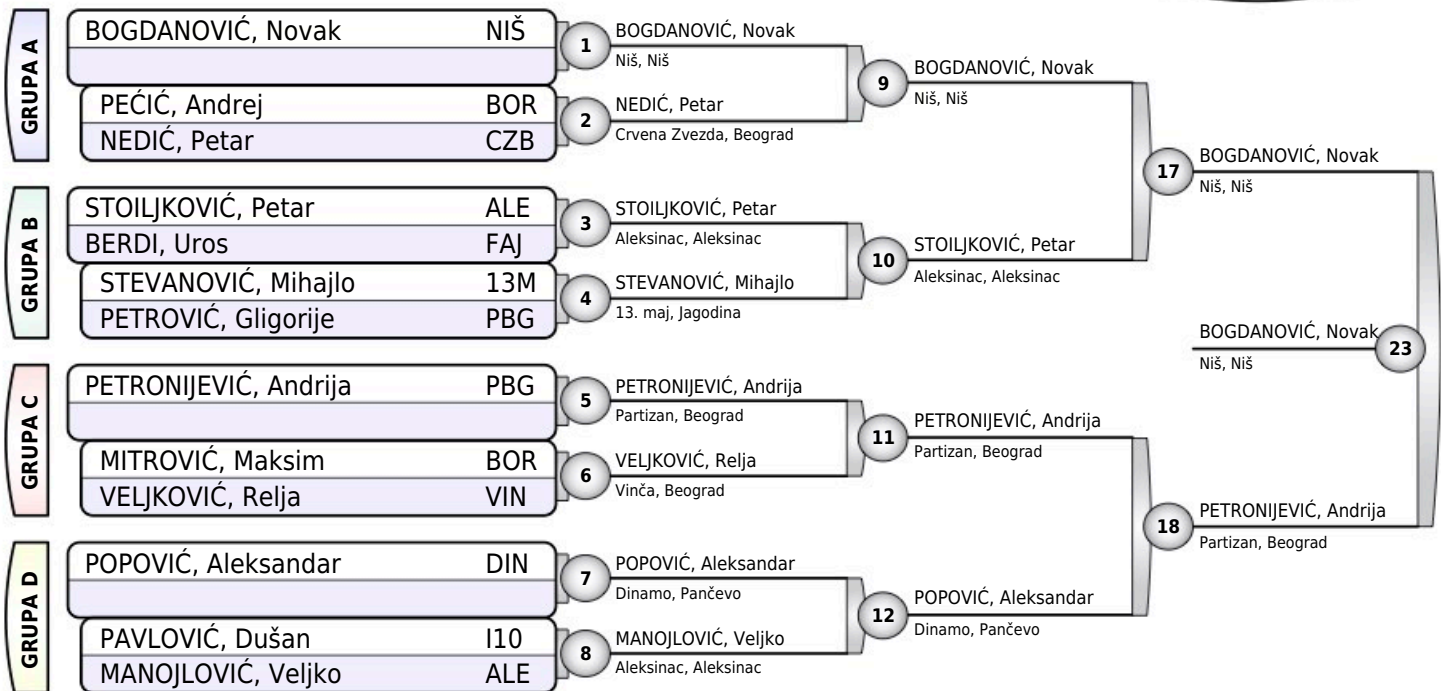 GRUPA A
BOGDANOVIĆ, Novak NIŠ
PEĆIĆ, Andrej BOR
NEDIĆ, Petar CZB
GRUPA B
STOILJKOVIĆ, Petar ALE
BERDI, Uros FAJ
STEVANOVIĆ, Mihajlo 13M
PETROVIĆ, Gligorije PBG
GRUPA C
PETRONIJEVIĆ, Andrija PBG
MITROVIĆ, Maksim BOR
VELJKOVIĆ, Relja VIN
GRUPA D
POPOVIĆ, Aleksandar DIN
PAVLOVIĆ, Dušan I10
MANOJLOVIĆ, Veljko ALE
1
BOGDANOVIĆ, Novak
Niš, Niš
2
NEDIĆ, Petar
Crvena Zvezda, Beograd
3
STOILJKOVIĆ, Petar
Aleksinac, Aleksinac
4
STEVANOVIĆ, Mihajlo
13. maj, Jagodina
5
PETRONIJEVIĆ, Andrija
Partizan, Beograd
6
VELJKOVIĆ, Relja
Vinča, Beograd
7
POPOVIĆ, Aleksandar
Dinamo, Pančevo
8
MANOJLOVIĆ, Veljko
Aleksinac, Aleksinac
9
BOGDANOVIĆ, Novak
Niš, Niš
10
STOILJKOVIĆ, Petar
Aleksinac, Aleksinac
11
PETRONIJEVIĆ, Andrija
Partizan, Beograd
12
POPOVIĆ, Aleksandar
Dinamo, Pančevo
17
BOGDANOVIĆ, Novak
Niš, Niš
18
PETRONIJEVIĆ, Andrija
Partizan, Beograd
BOGDANOVIĆ, Novak
Niš, Niš
23